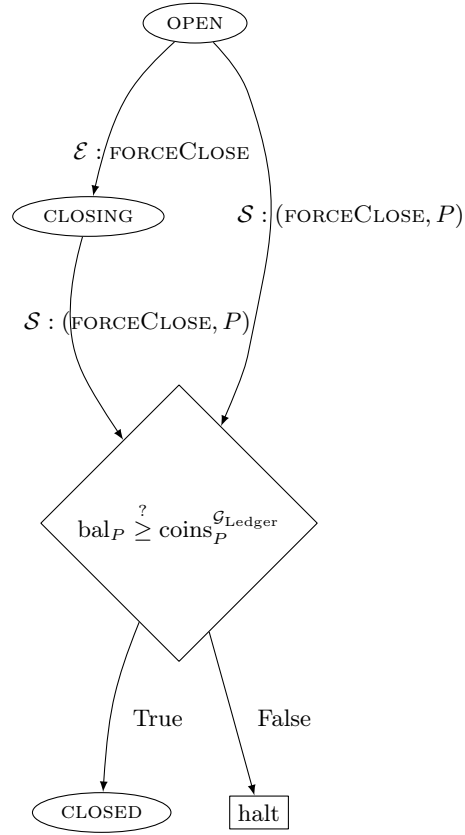 OPEN
𝓔 : FORCECLOSE
CLOSING
𝓢 : (FORCECLOSE, P)
𝓢 : (FORCECLOSE, P)
bal_P ≥? coins_P^{𝓖_Ledger}
True
False
CLOSED
halt